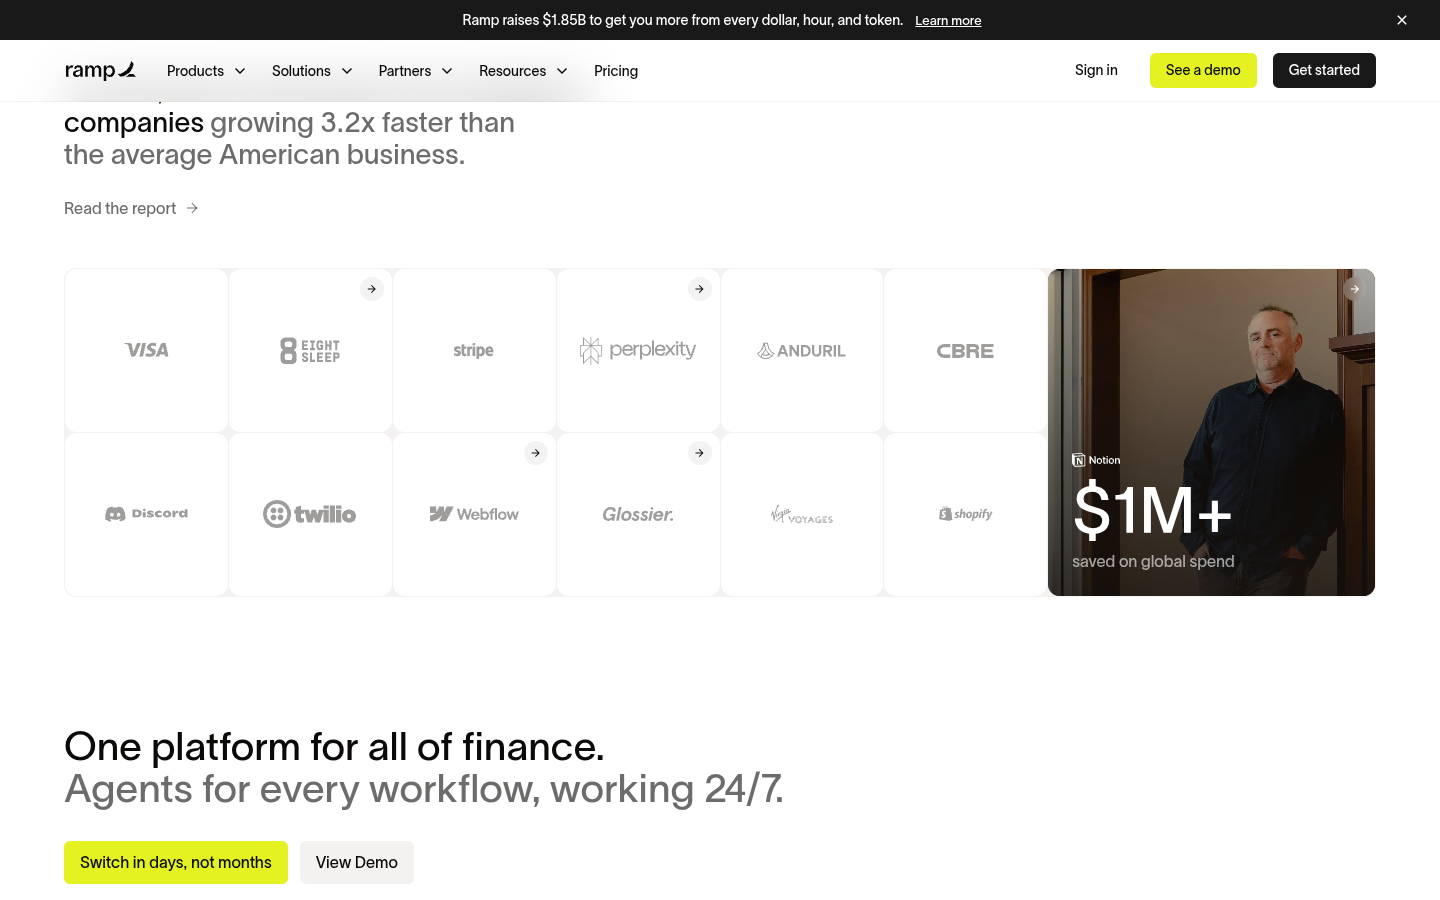 Ramp raises $1.85B to get you more from every dollar, hour, and token. Learn more
ramp Products Solutions Partners Resources Pricing Sign in See a demo Get started
companies growing 3.2x faster than
the average American business.
Read the report
VISA
EIGHT
SLEEP
stripe
perplexity
ANDURIL
CBRE
Discord
twilio
Webflow
Glossier.
Virgin
VOYAGES
shopify
Notion
$1M+
saved on global spend
One platform for all of finance.
Agents for every workflow, working 24/7.
Switch in days, not months
View Demo